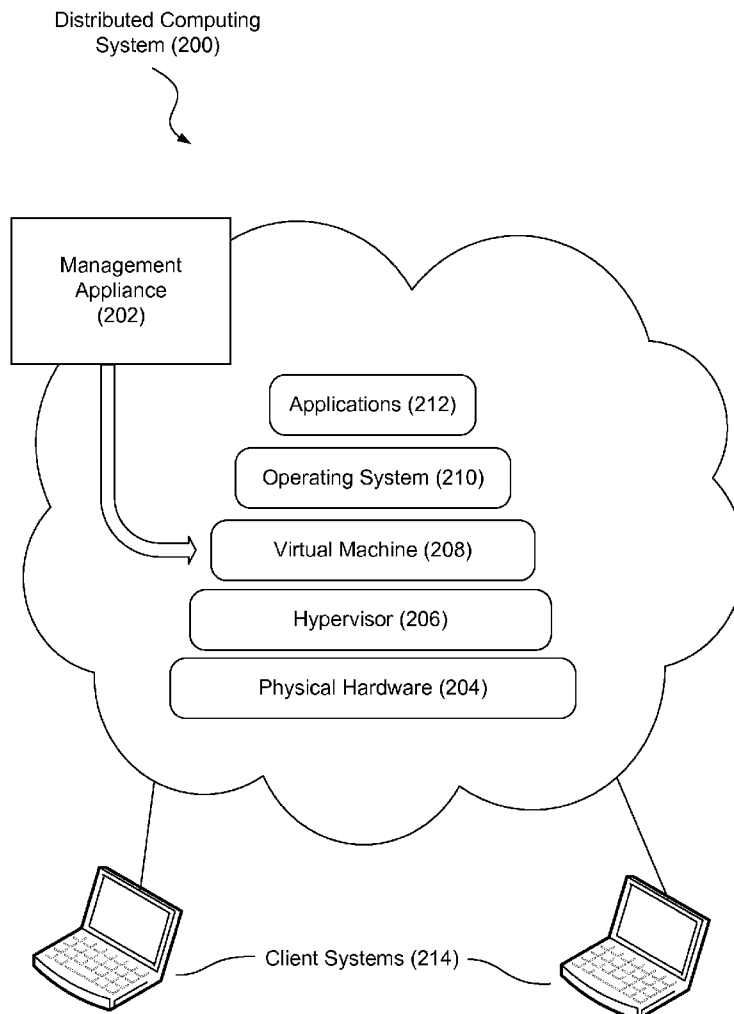 Distributed Computing
System (200)
Management
Appliance
(202)
Applications (212)
Operating System (210)
Virtual Machine (208)
Hypervisor (206)
Physical Hardware (204)
Client Systems (214)